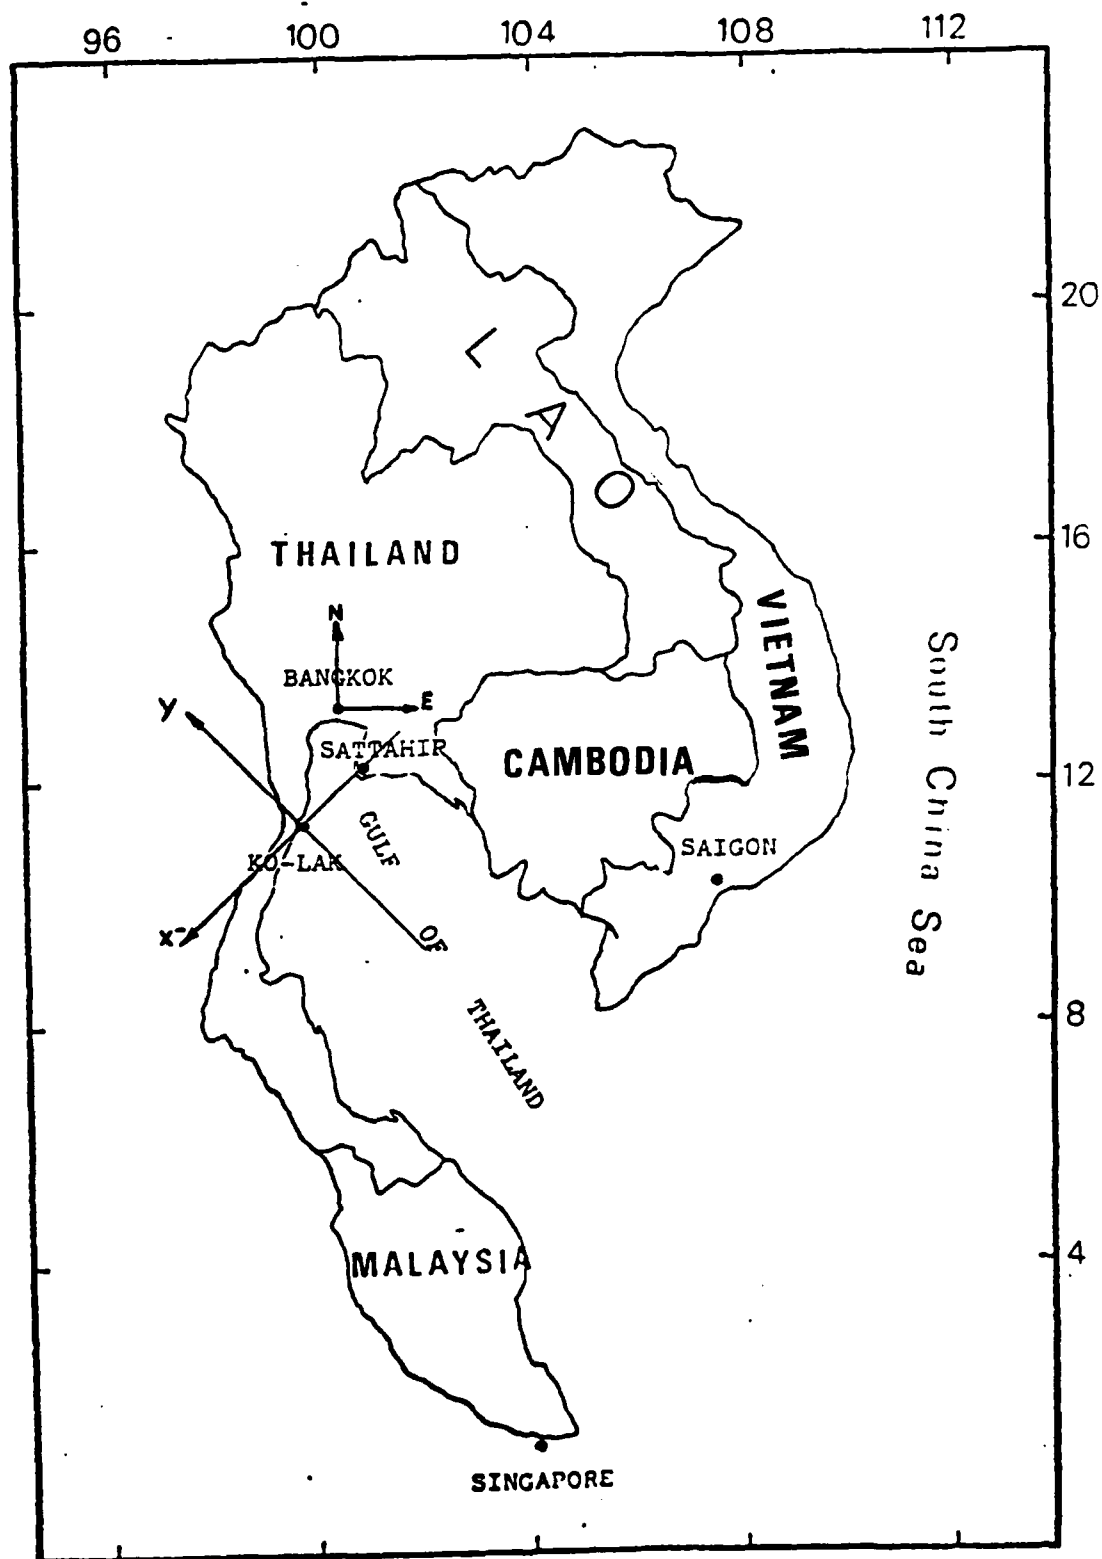 96 100 104 108 112
20
L
A
O
16
THAILAND
N
VIETNAM
BANGKOK
E
South China Sea
y
SATTAHIP
CAMBODIA
12
GULF
SAIGON
KO-LAK
x
OF
8
THAILAND
4
MALAYSIA
SINGAPORE